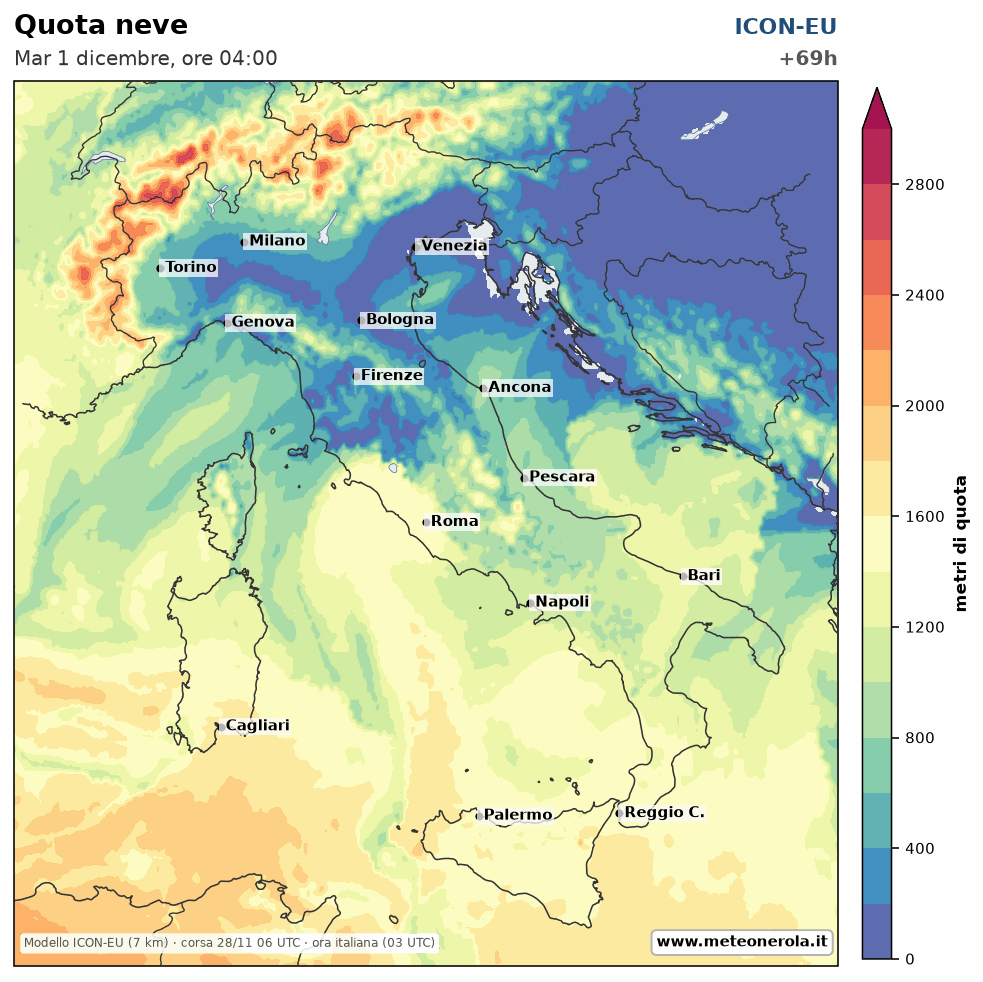 Quota neve
ICON-EU
Mar 1 dicembre, ore 04:00
+69h
Milano
Venezia
Torino
Genova
Bologna
Firenze
Ancona
Pescara
Roma
Bari
Napoli
Cagliari
Palermo
Reggio C.
2800
2400
2000
1600
1200
800
400
0
metri di quota
Modello ICON-EU (7 km) · corsa 28/11 06 UTC · ora italiana (03 UTC)
www.meteonerola.it